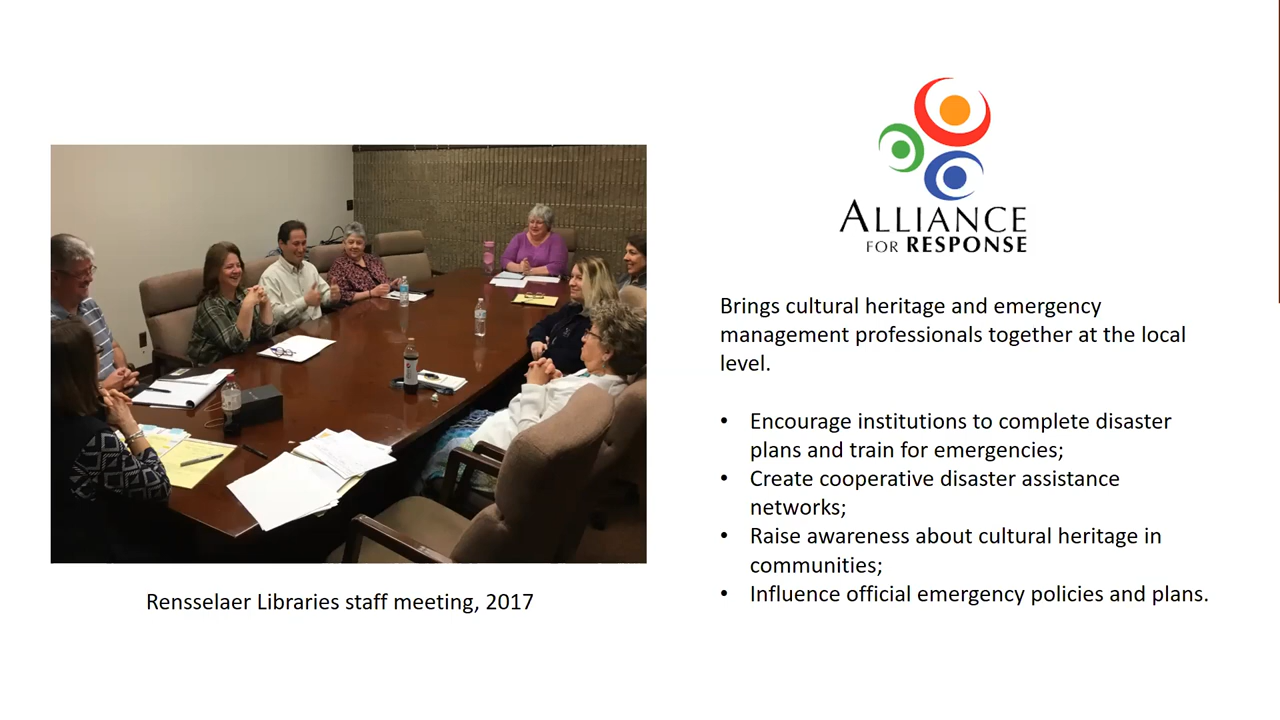 ALLIANCE
FOR RESPONSE
Brings cultural heritage and emergency
management professionals together at the local
level.
• Encourage institutions to complete disaster
plans and train for emergencies;
• Create cooperative disaster assistance
networks;
• Raise awareness about cultural heritage in
communities;
• Influence official emergency policies and plans.
Rensselaer Libraries staff meeting, 2017